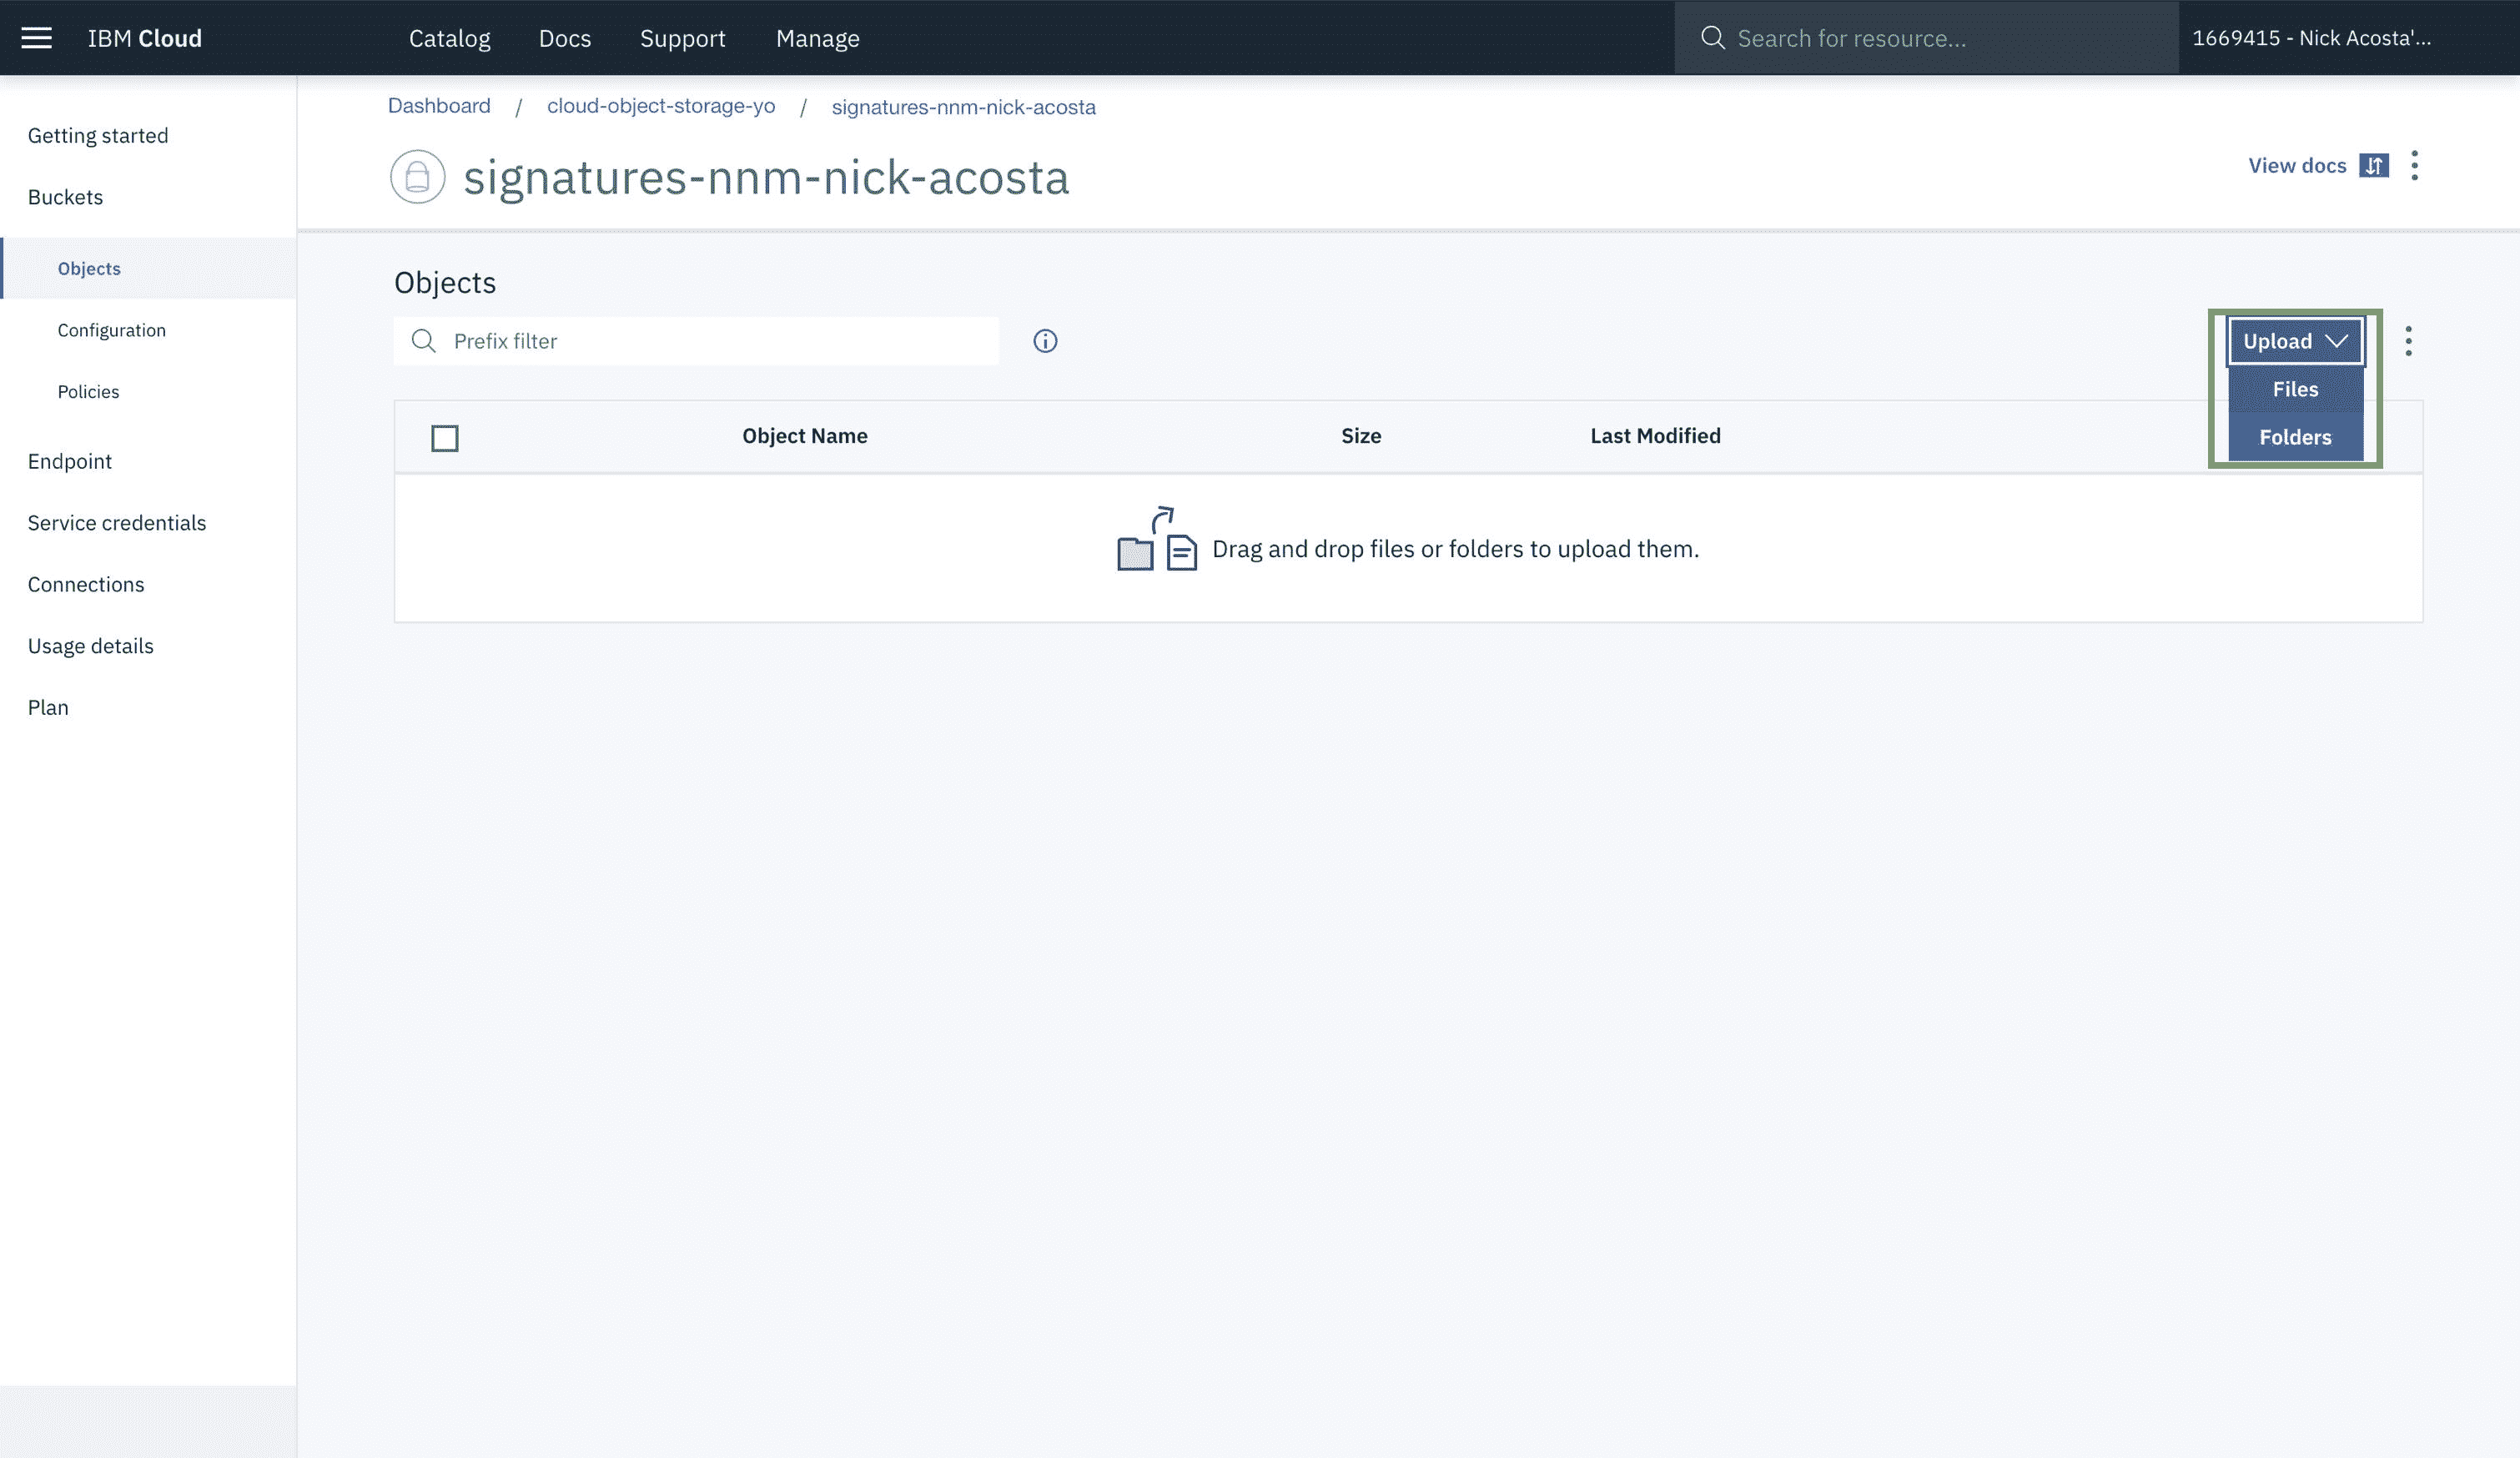 IBM Cloud Catalog Docs Support Manage Search for resource... 1669415 - Nick Acosta'...
Getting started
Buckets
Objects
Configuration
Policies
Endpoint
Service credentials
Connections
Usage details
Plan
Dashboard / cloud-object-storage-yo / signatures-nnm-nick-acosta
signatures-nnm-nick-acosta
View docs
Objects
Prefix filter
Upload
Files
Folders
Object Name Size Last Modified
Drag and drop files or folders to upload them.